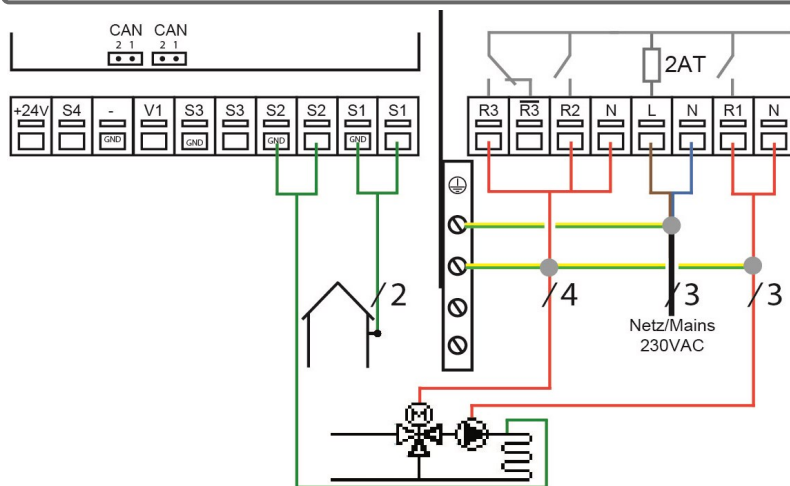 CAN CAN
2 1 2 1
+24V S4 - V1 S3 S3 S2 S2 S1 S1
GND GND GND GND
2AT
R3 R3 R2 N L N R1 N
2
4
3
3
Netz/Mains
230VAC
M